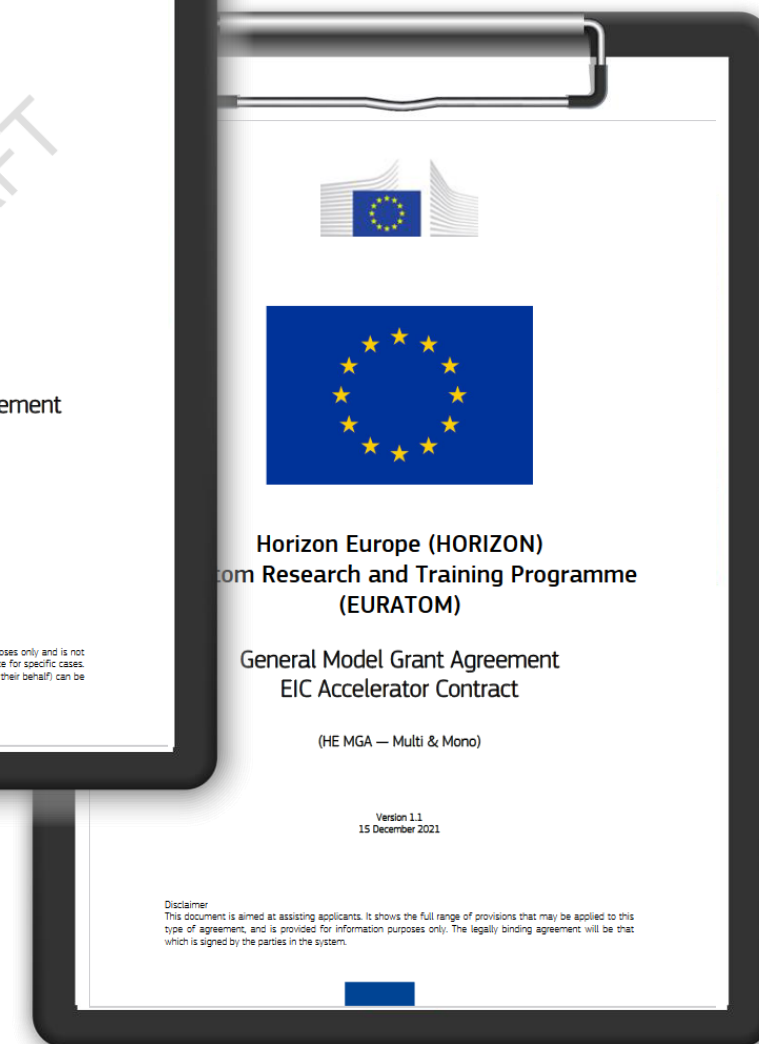 FT
ement
oses only and is not
e for specific cases.
their behalf) can be
Horizon Europe (HORIZON)
om Research and Training Programme
(EURATOM)
General Model Grant Agreement
EIC Accelerator Contract
(HE MGA — Multi & Mono)
Version 1.1
15 December 2021
Disclaimer
This document is aimed at assisting applicants. It shows the full range of provisions that may be applied to this
type of agreement, and is provided for information purposes only. The legally binding agreement will be that
which is signed by the parties in the system.